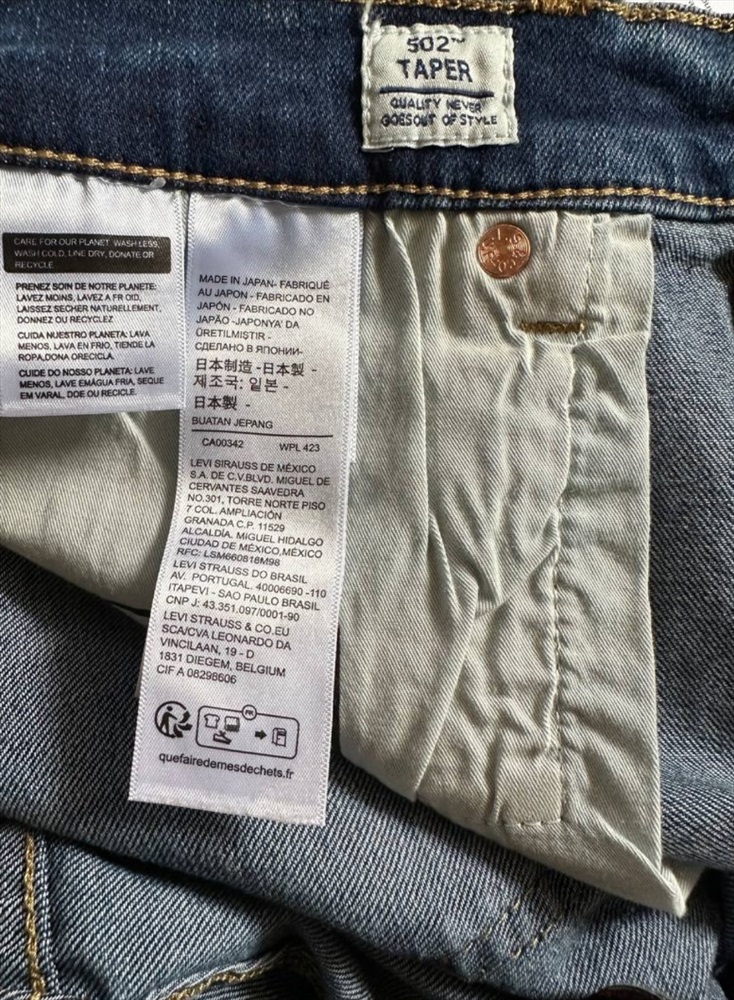 502™
TAPER
QUALITY NEVER
GOESOUT OF STYLE
CARE FOR OUR PLANET: WASH LESS,
WASH COLD, LINE DRY, DONATE OR
RECYCLE
PRENEZ SOIN DE NOTRE PLANETE:
LAVEZ MOINS, LAVEZ A FR OID,
LAISSEZ SECHER NATURELLEMENT,
DONNEZ OU RECYCLEZ
CUIDA NUESTRO PLANETA: LAVA
MENOS, LAVA EN FRIO, TIENDE LA
ROPA,DONA ORECICLA.
CUIDE DO NOSSO PLANETA: LAVE
MENOS, LAVE EMÁGUA FRIA, SEQUE
EM VARAL, DOE OU RECICLE.
MADE IN JAPAN- FABRIQUÉ
AU JAPON - FABRICADO EN
JAPÓN - FABRICADO NO
JAPÃO -JAPONYA' DA
ÜRETILMIŞTIR -
СДЕЛАНО В ЯПОНИИ-
日本制造 -日本製 -
제조국: 일본 -
日本製 -
BUATAN JEPANG
CA00342 WPL 423
LEVI STRAUSS DE MÉXICO
S.A. DE C.V.BLVD. MIGUEL DE
CERVANTES SAAVEDRA
NO.301, TORRE NORTE PISO
7 COL. AMPLIACIÓN
GRANADA C.P. 11529
ALCALDÍA. MIGUEL HIDALGO
CIUDAD DE MÉXICO,MÉXICO
RFC: LSM660818M98
LEVI STRAUSS DO BRASIL
AV. PORTUGAL. 40006690 -110
ITAPEVI - SAO PAULO BRASIL
CNP J: 43.351.097/0001-90
LEVI STRAUSS & CO.EU
SCA/CVA LEONARDO DA
VINCILAAN, 19 - D
1831 DIEGEM, BELGIUM
CIF A 08298606
FR
quefairedemesdechets.fr